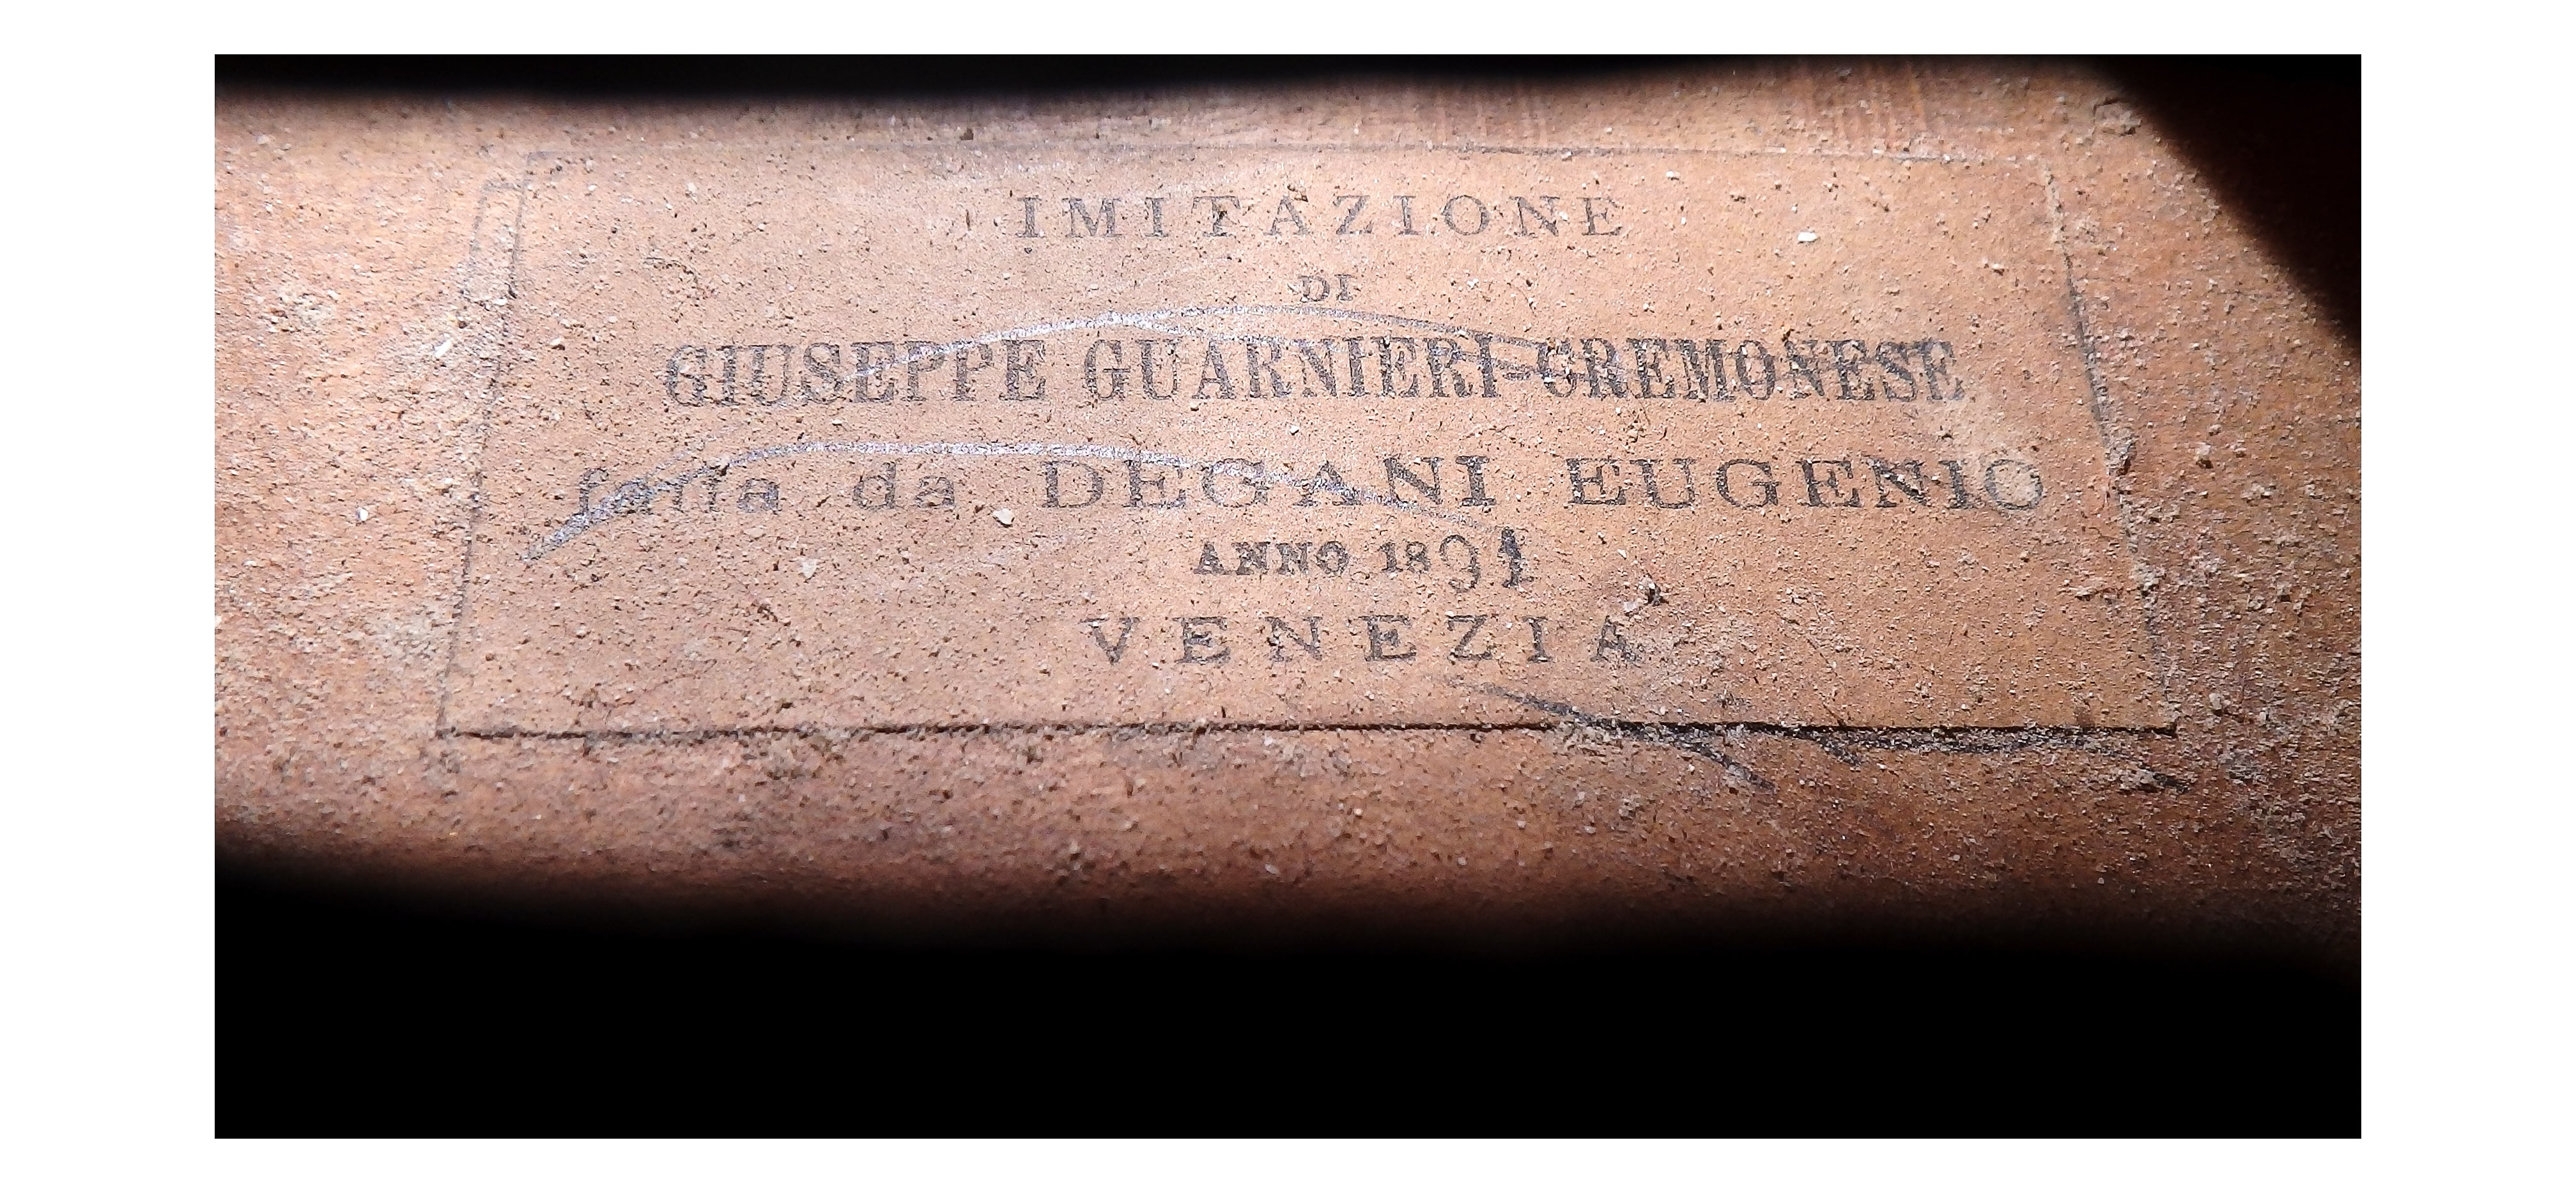 IMITAZIONE
DI
GIUSEPPE GUARNIERI-CREMONESE
fatta da DEGANI EUGENIO
ANNO 1891
VENEZIA